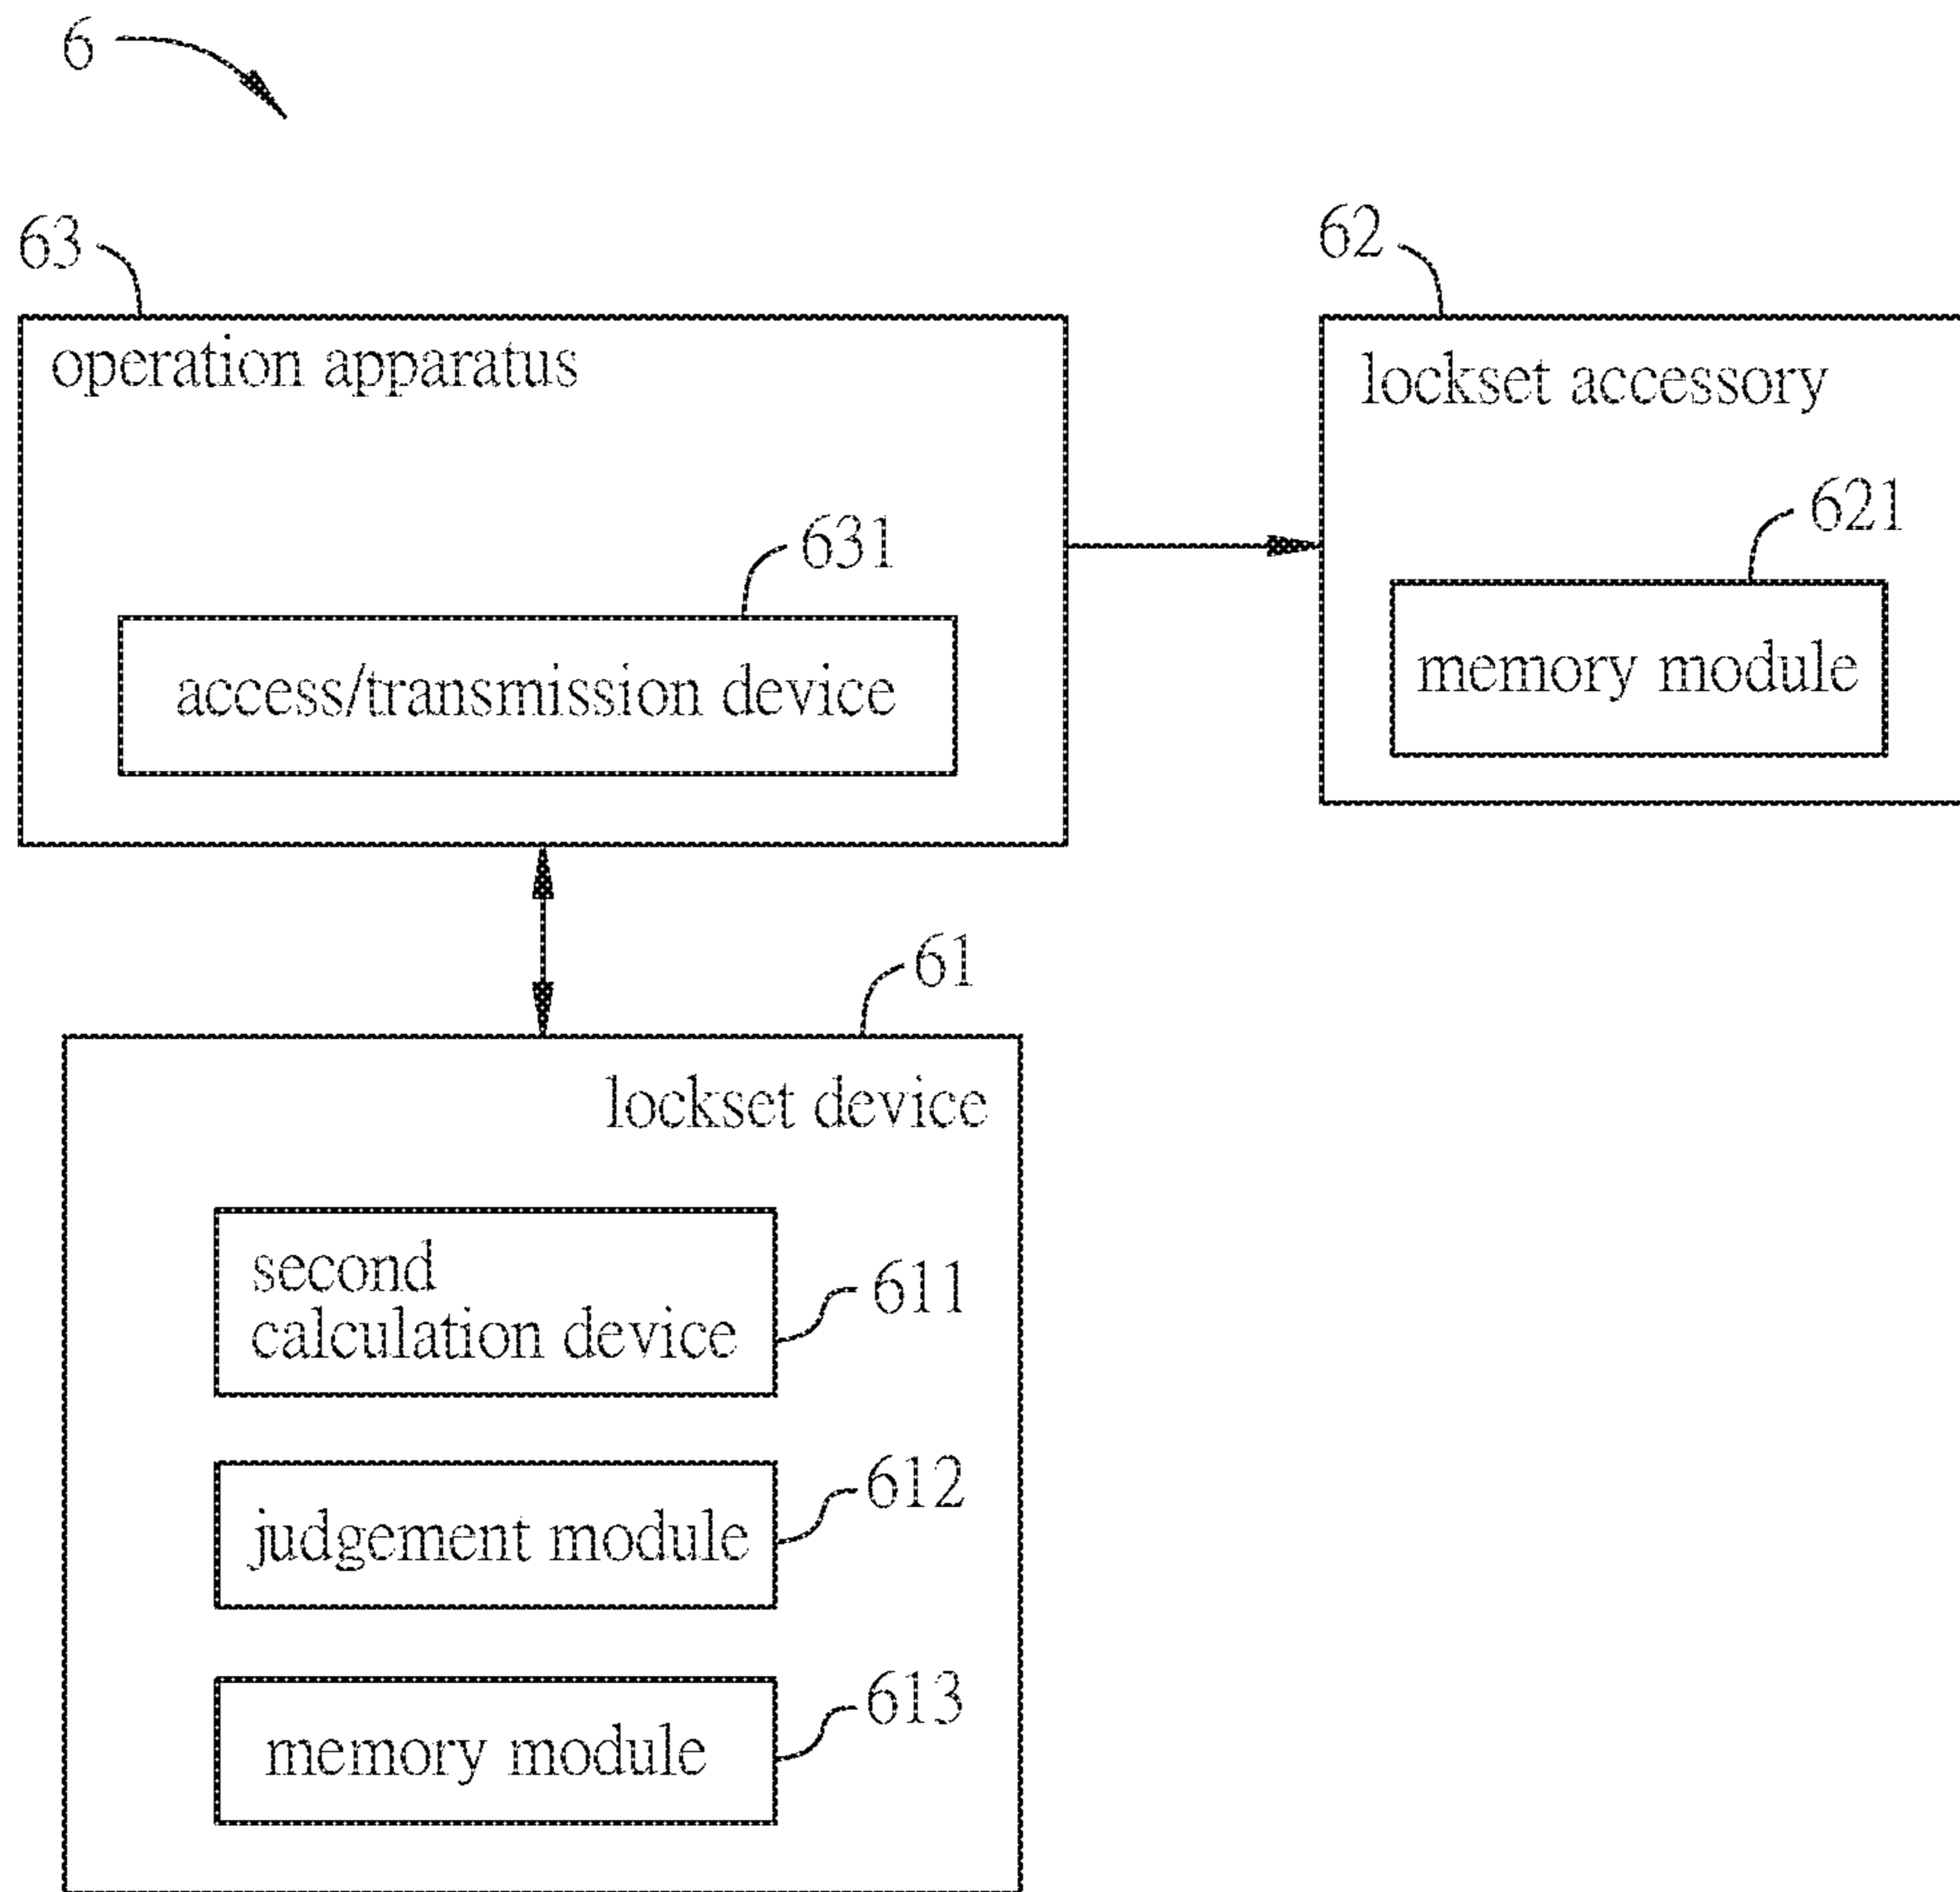 6
63
62
operation apparatus
lockset accessory
631
621
access/transmission device
memory module
61
lockset device
second
calculation device
611
judgement module
612
memory module
613